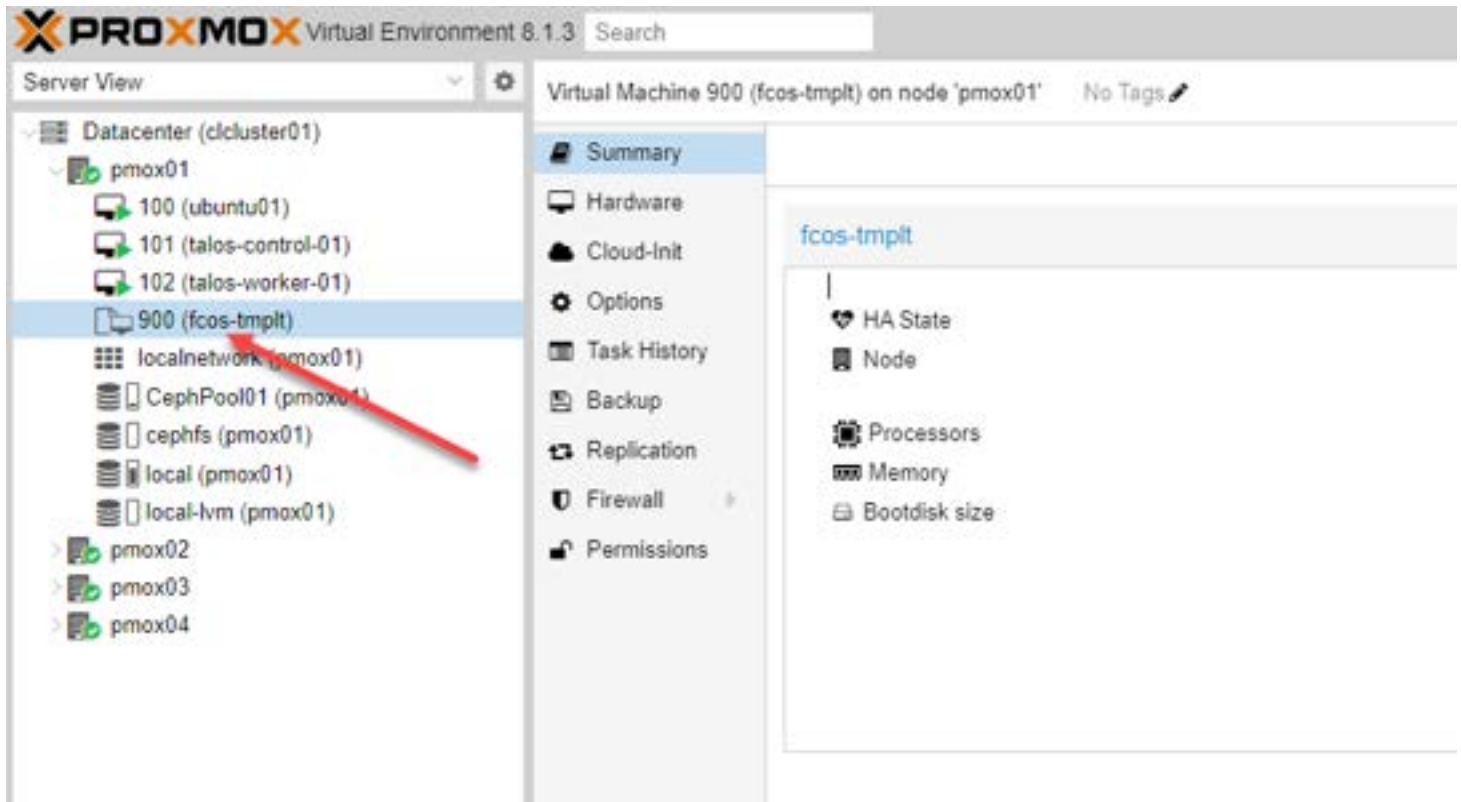 PROXMOX Virtual Environment 8.1.3 Search
Server View
Virtual Machine 900 (fcos-tmplt) on node 'pmox01' No Tags
Datacenter (clcluster01)
pmox01
100 (ubuntu01)
101 (talos-control-01)
102 (talos-worker-01)
900 (fcos-tmplt)
localnetwork (pmox01)
CephPool01 (pmox01)
cephfs (pmox01)
local (pmox01)
local-lvm (pmox01)
pmox02
pmox03
pmox04
Summary
Hardware
Cloud-Init
Options
Task History
Backup
Replication
Firewall
Permissions
fcos-tmplt
HA State
Node
Processors
Memory
Bootdisk size